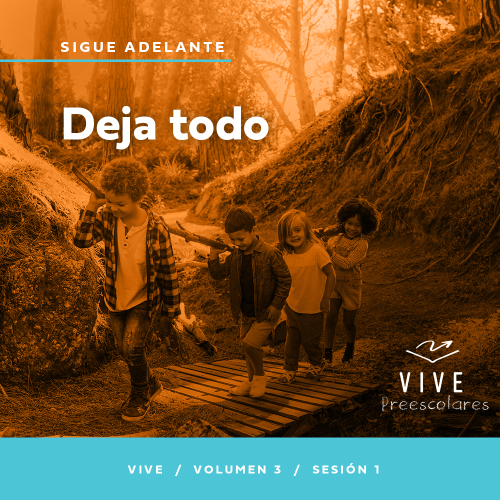 SIGUE ADELANTE
Deja todo
VIVE
Preescolares
VIVE / VOLUMEN 3 / SESIÓN 1